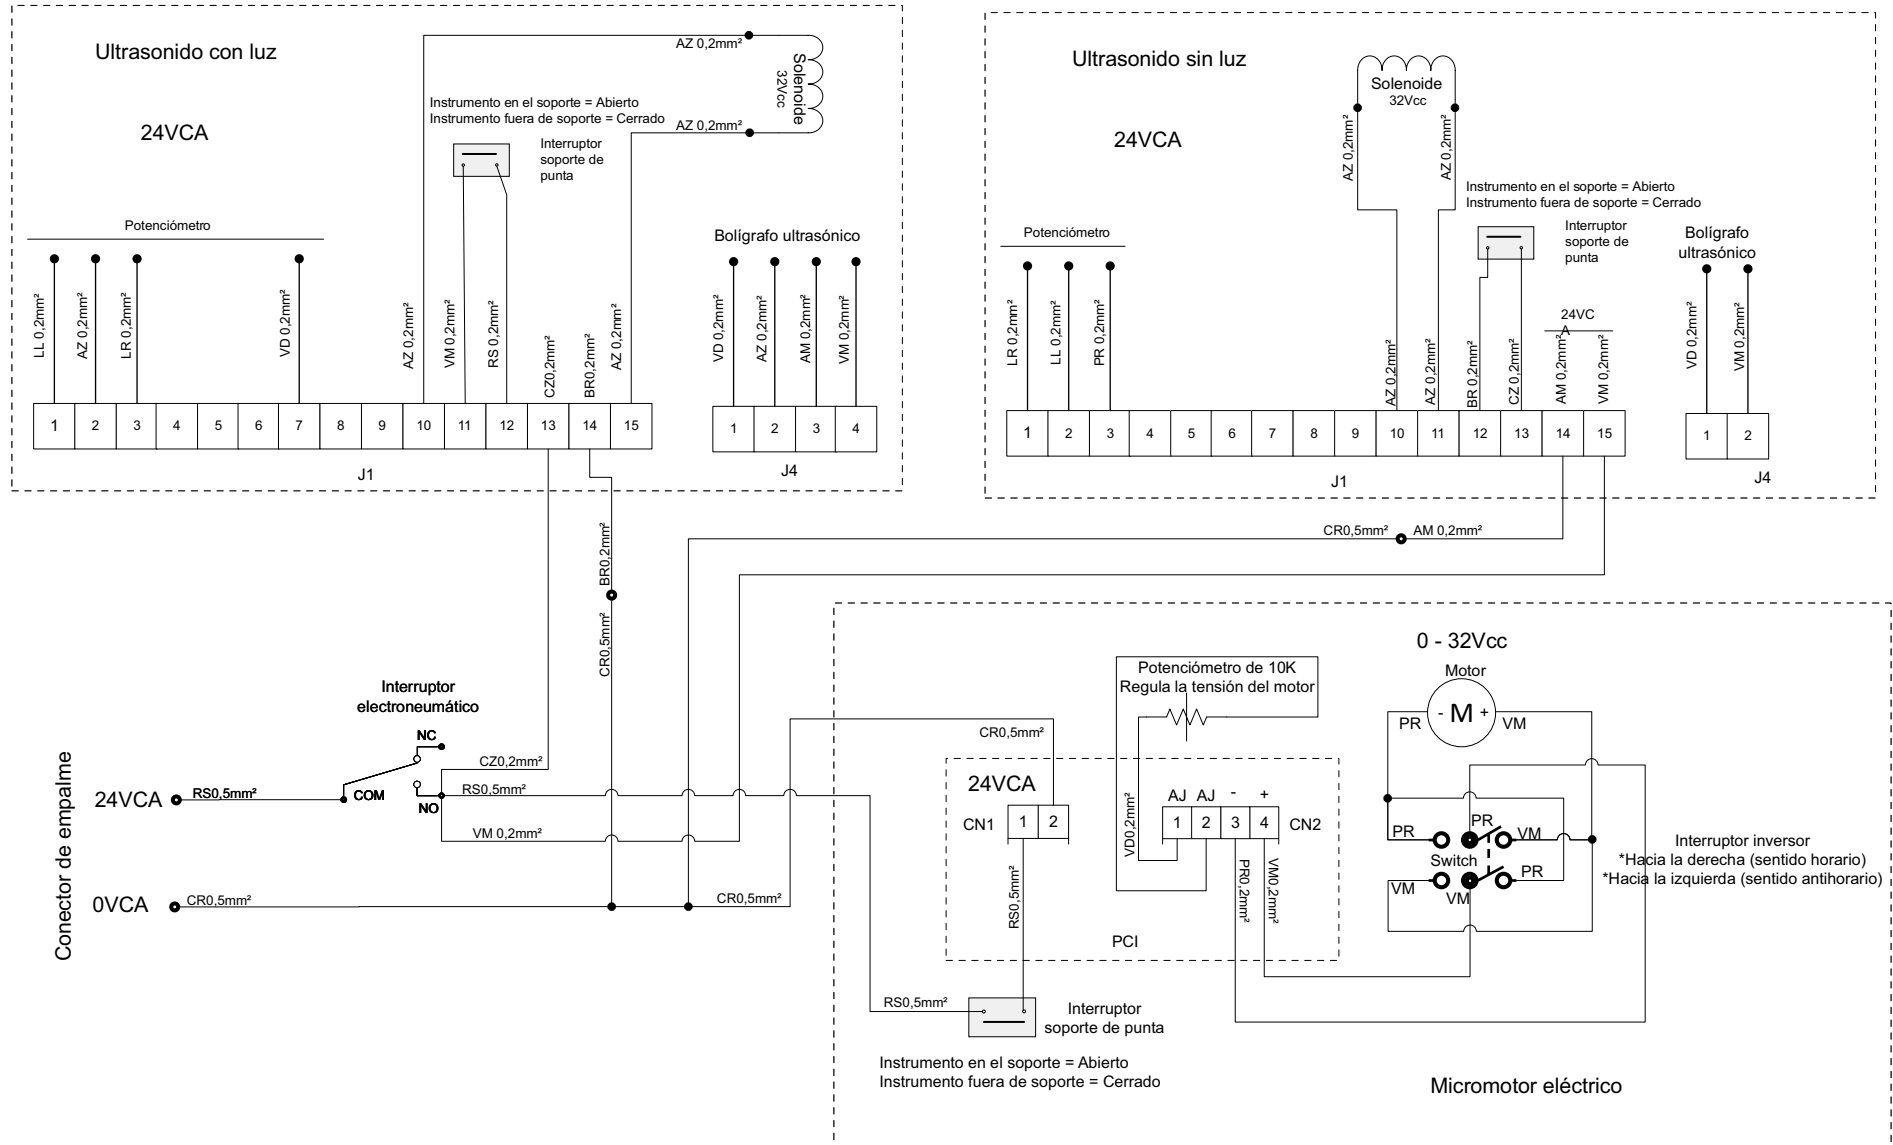 Ultrasonido con luz
24VCA
Instrumento en el soporte = Abierto
Instrumento fuera de soporte = Cerrado
Interruptor
soporte de
punta
AZ 0,2mm²
AZ 0,2mm²
Solenoide
32Vcc
Potenciómetro
LL 0,2mm²
AZ 0,2mm²
LR 0,2mm²
VD 0,2mm²
AZ 0,2mm²
VM 0,2mm²
RS 0,2mm²
CZ0,2mm²
BR0,2mm²
AZ 0,2mm²
1 2 3 4 5 6 7 8 9 10 11 12 13 14 15
J1
Bolígrafo ultrasónico
VD 0,2mm²
AZ 0,2mm²
AM 0,2mm²
VM 0,2mm²
1 2 3 4
J4
Ultrasonido sin luz
24VCA
Solenoide
32Vcc
AZ 0,2mm²
AZ 0,2mm²
Instrumento en el soporte = Abierto
Instrumento fuera de soporte = Cerrado
Interruptor
soporte de
punta
Potenciómetro
LR 0,2mm²
LL 0,2mm²
PR 0,2mm²
AZ 0,2mm²
AZ 0,2mm²
BR 0,2mm²
CZ 0,2mm²
24VC
A
AM 0,2mm²
VM 0,2mm²
1 2 3 4 5 6 7 8 9 10 11 12 13 14 15
J1
Bolígrafo
ultrasónico
VD 0,2mm²
VM 0,2mm²
1 2
J4
CR0,5mm²
AM 0,2mm²
BR0,2mm²
CR0,5mm²
Conector de empalme
24VCA
RS0,5mm²
Interruptor
electroneumático
NC
COM
NO
CZ0,2mm²
RS0,5mm²
VM 0,2mm²
0VCA
CR0,5mm²
CR0,5mm²
CR0,5mm²
24VCA
CN1
1 2
RS0,5mm²
RS0,5mm²
Interruptor
soporte de punta
Instrumento en el soporte = Abierto
Instrumento fuera de soporte = Cerrado
Potenciómetro de 10K
Regula la tensión del motor
VD0,2mm²
AJ AJ - +
1 2 3 4
CN2
PR0,2mm²
VM0,2mm²
PCI
0 - 32Vcc
Motor
- M +
PR
VM
PR
PR
VM
Switch
VM
VM
PR
Interruptor inversor
*Hacia la derecha (sentido horario)
*Hacia la izquierda (sentido antihorario)
Micromotor eléctrico